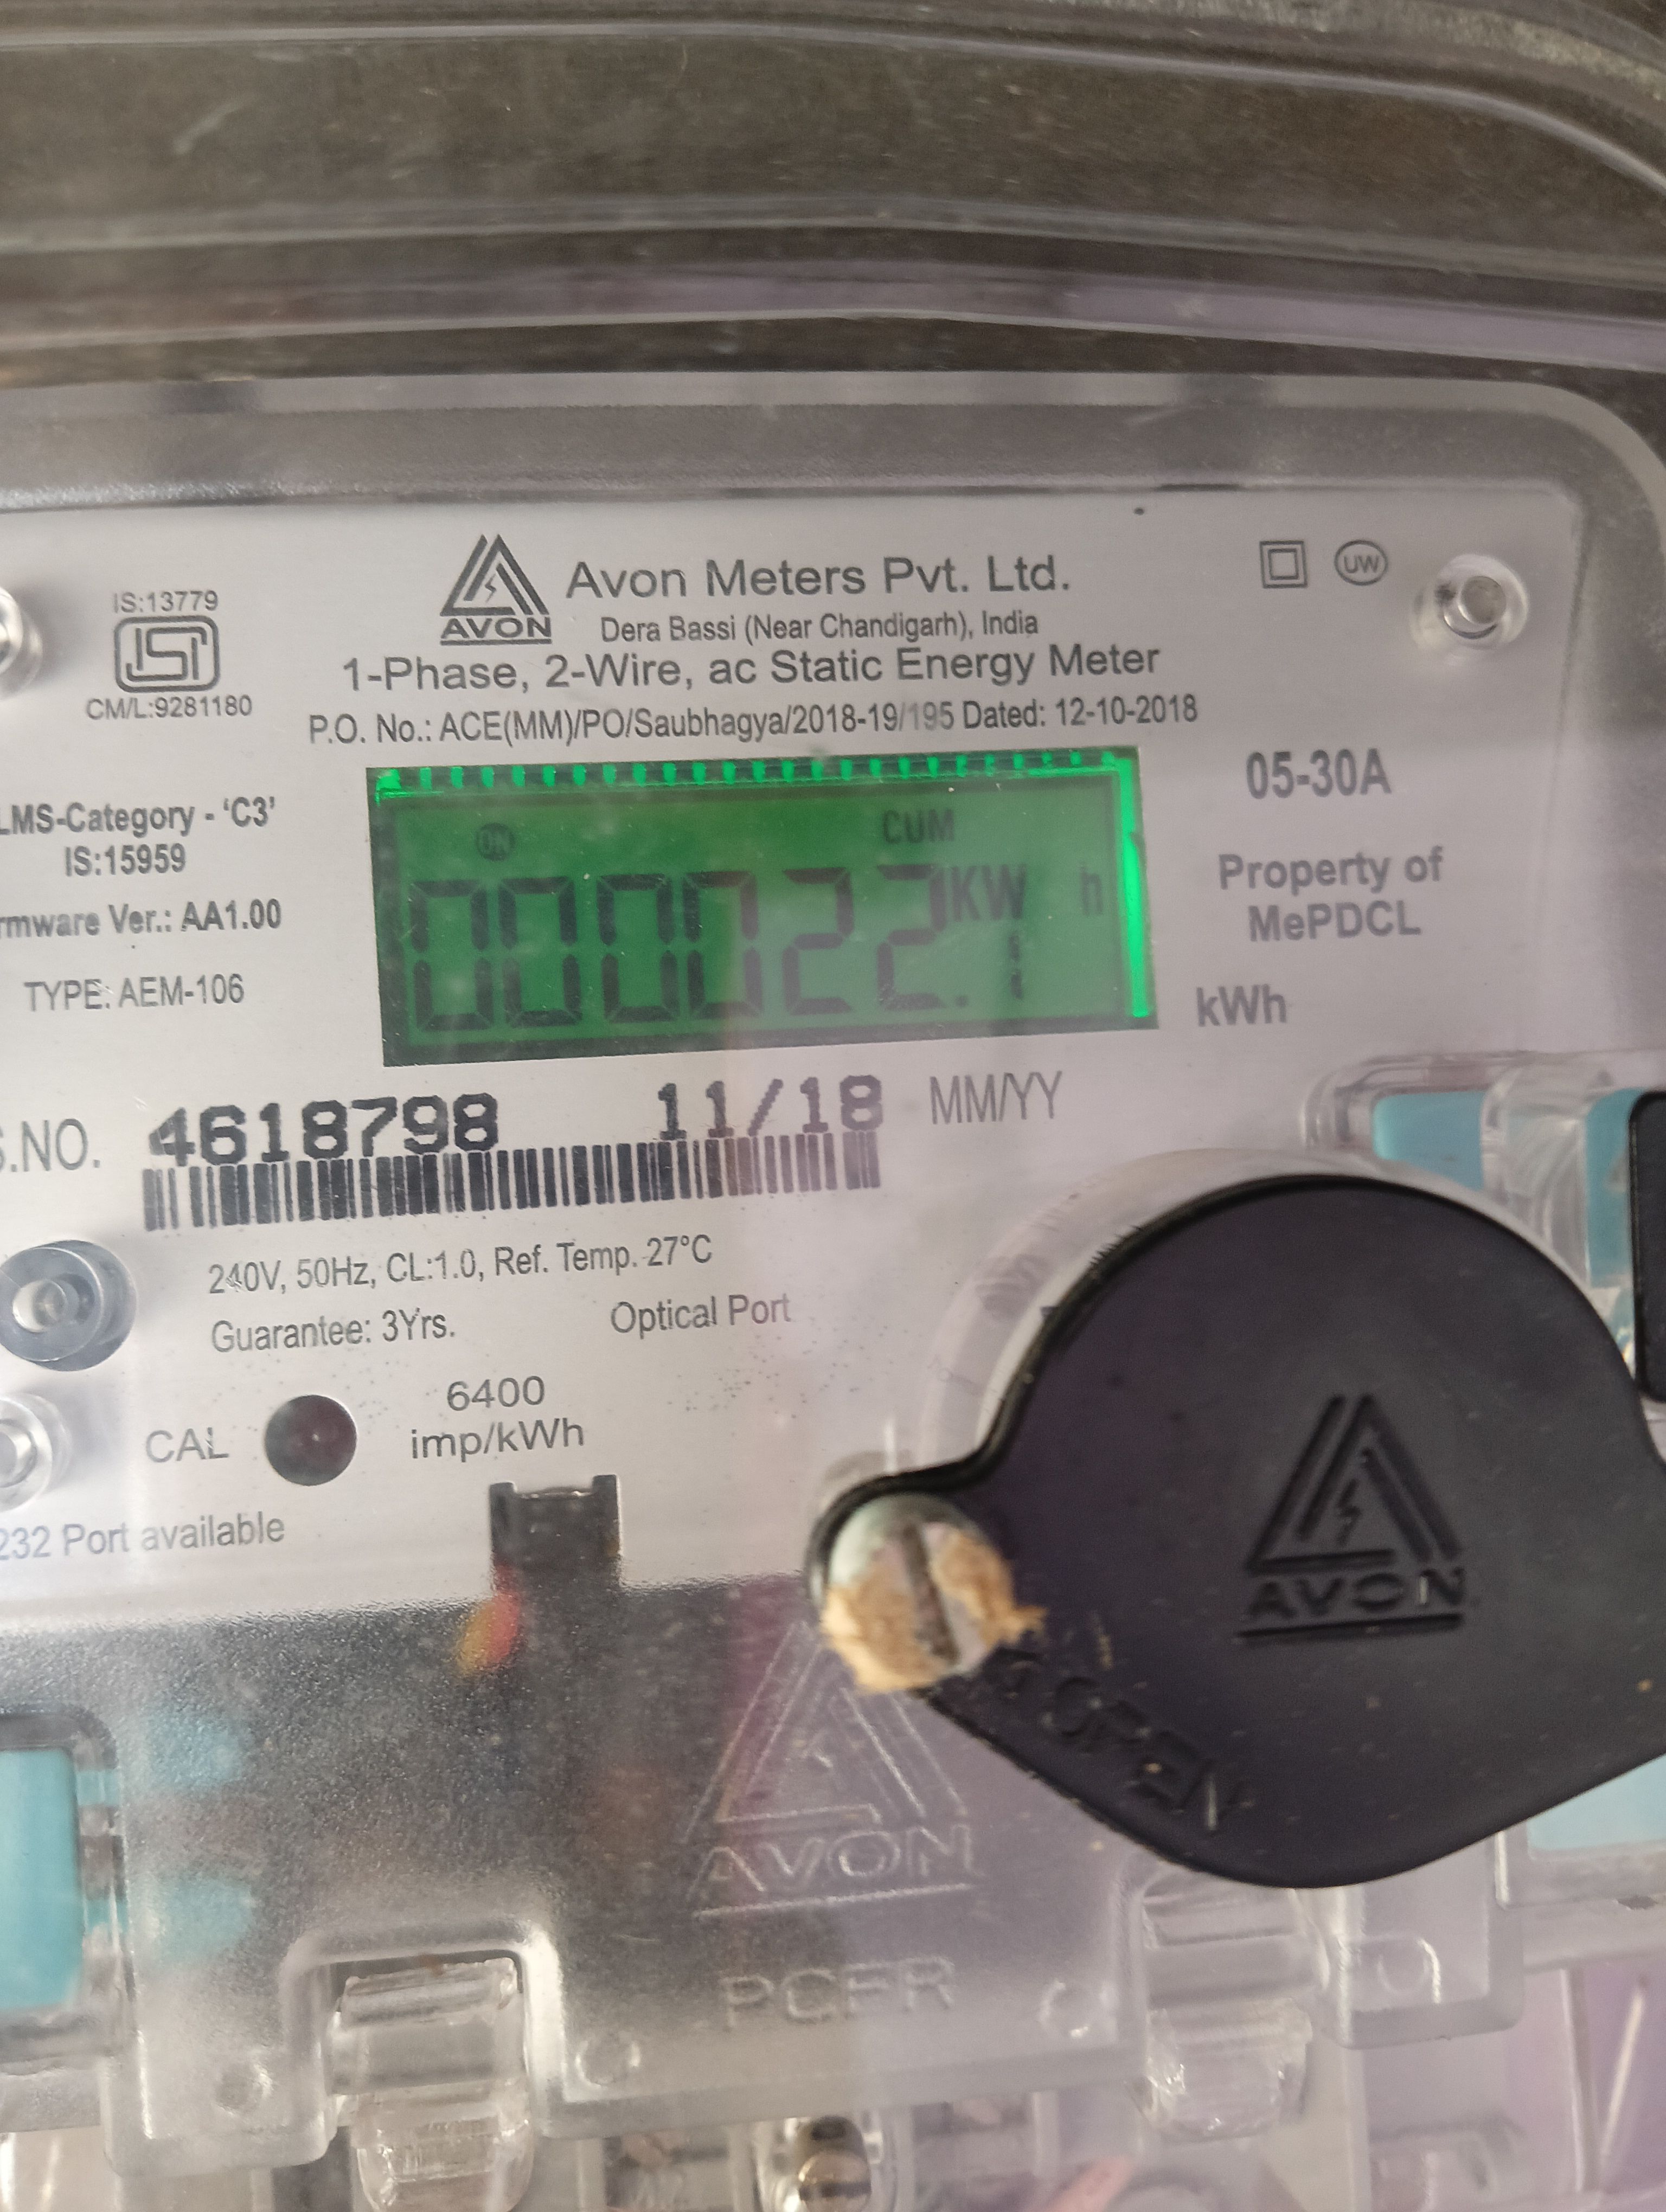 IS:13779
ISI
CM/L:9281180
AVON
Avon Meters Pvt. Ltd.
Dera Bassi (Near Chandigarh), India
UW
1-Phase, 2-Wire, ac Static Energy Meter
P.O. No.: ACE(MM)/PO/Saubhagya/2018-19/195 Dated: 12-10-2018
LMS-Category - ‘C3’
IS:15959
rmware Ver.: AA1.00
TYPE: AEM-106
CUM
000022.1 KW h
05-30A
Property of
MePDCL
kWh
S.NO. 4618798 11/18 MM/YY
240V, 50Hz, CL:1.0, Ref. Temp. 27°C
Guarantee: 3Yrs. Optical Port
CAL 6400
imp/kWh
232 Port available
AVON
OPEN
AVON